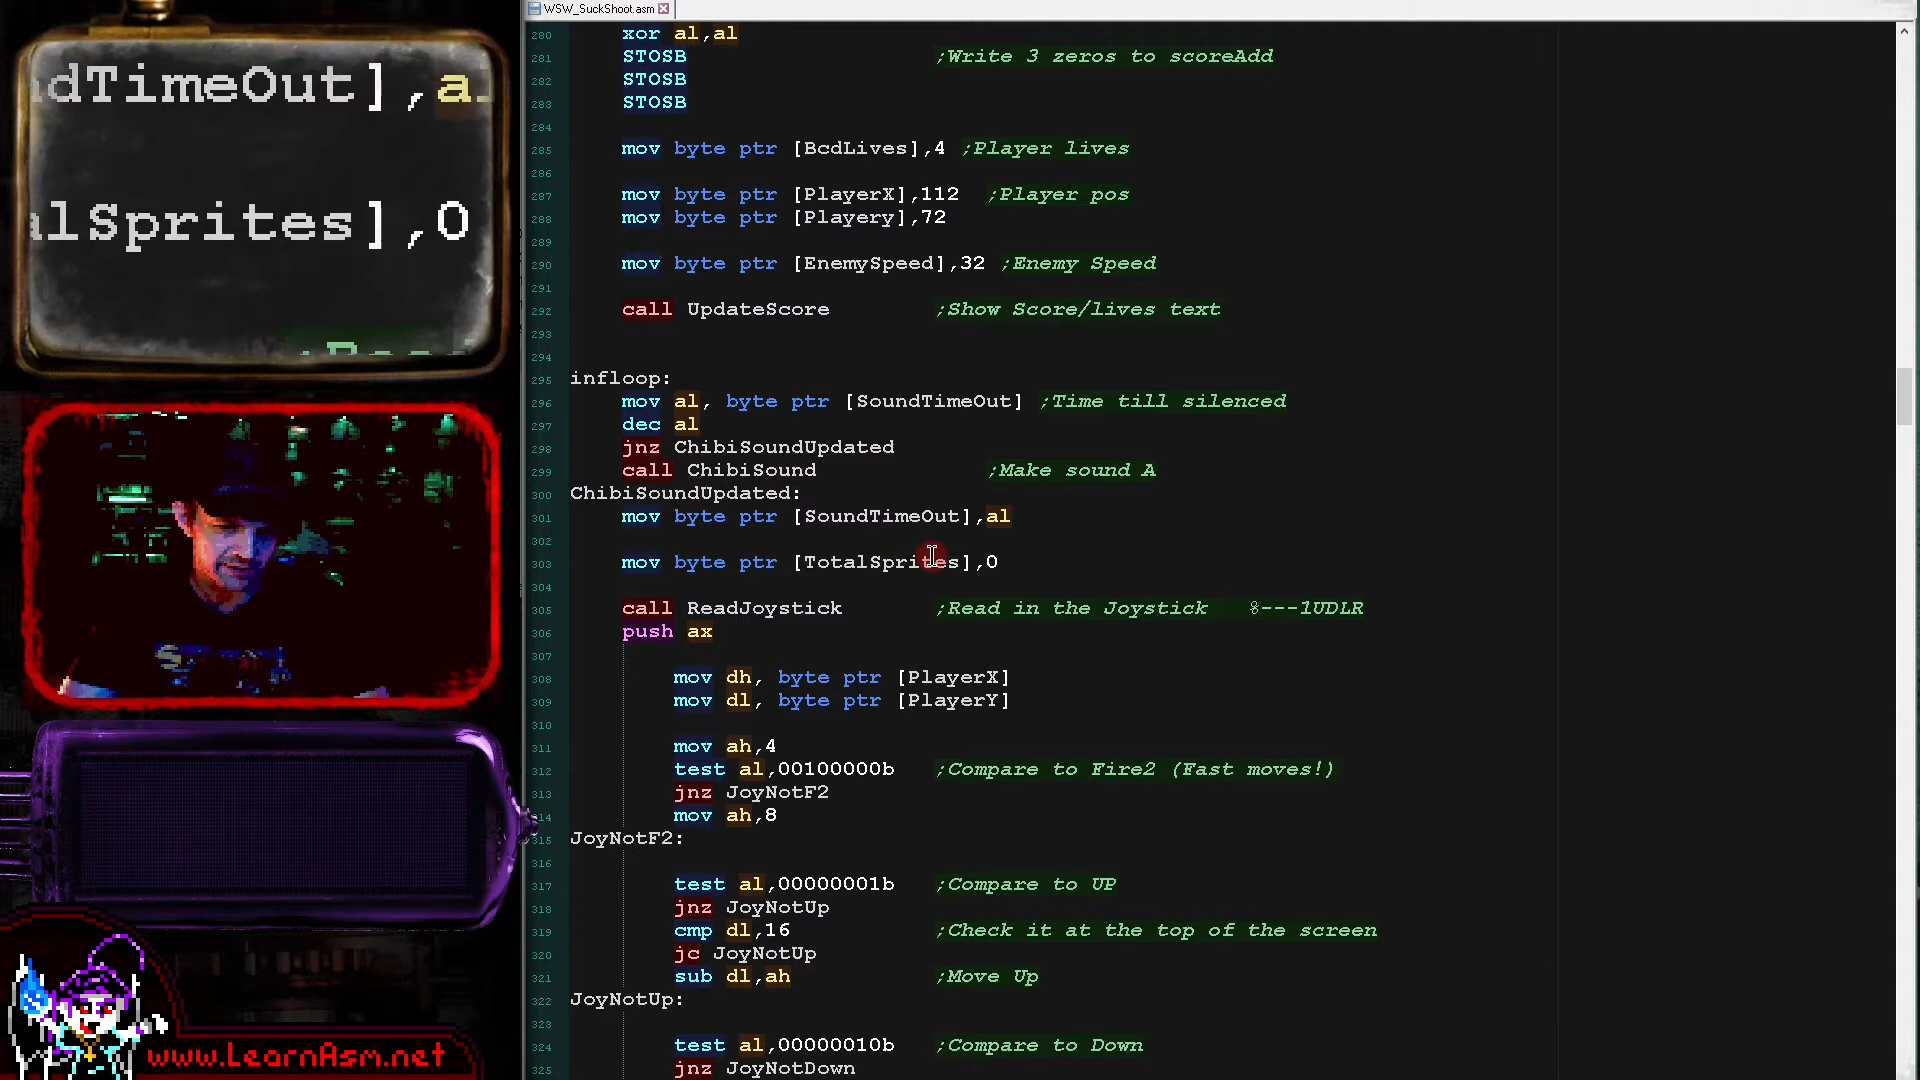 WSW_SuckShoot.asm
dTimeOut],a
alSprites],0
280 xor al,al
281 STOSB ;Write 3 zeros to scoreAdd
282 STOSB
283 STOSB
284
285 mov byte ptr [BcdLives],4 ;Player lives
286
287 mov byte ptr [PlayerX],112 ;Player pos
288 mov byte ptr [Playery],72
289
290 mov byte ptr [EnemySpeed],32 ;Enemy Speed
291
292 call UpdateScore ;Show Score/lives text
293
294
295 infloop:
296 mov al, byte ptr [SoundTimeOut] ;Time till silenced
297 dec al
298 jnz ChibiSoundUpdated
299 call ChibiSound ;Make sound A
300 ChibiSoundUpdated:
301 mov byte ptr [SoundTimeOut],al
302
303 mov byte ptr [TotalSprites],0
304
305 call ReadJoystick ;Read in the Joystick %---1UDLR
306 push ax
307
308 mov dh, byte ptr [PlayerX]
309 mov dl, byte ptr [PlayerY]
310
311 mov ah,4
312 test al,00100000b ;Compare to Fire2 (Fast moves!)
313 jnz JoyNotF2
314 mov ah,8
315 JoyNotF2:
316
317 test al,00000001b ;Compare to UP
318 jnz JoyNotUp
319 cmp dl,16 ;Check it at the top of the screen
320 jc JoyNotUp
321 sub dl,ah ;Move Up
322 JoyNotUp:
323
324 test al,00000010b ;Compare to Down
325 jnz JoyNotDown
www.LearnAsm.net